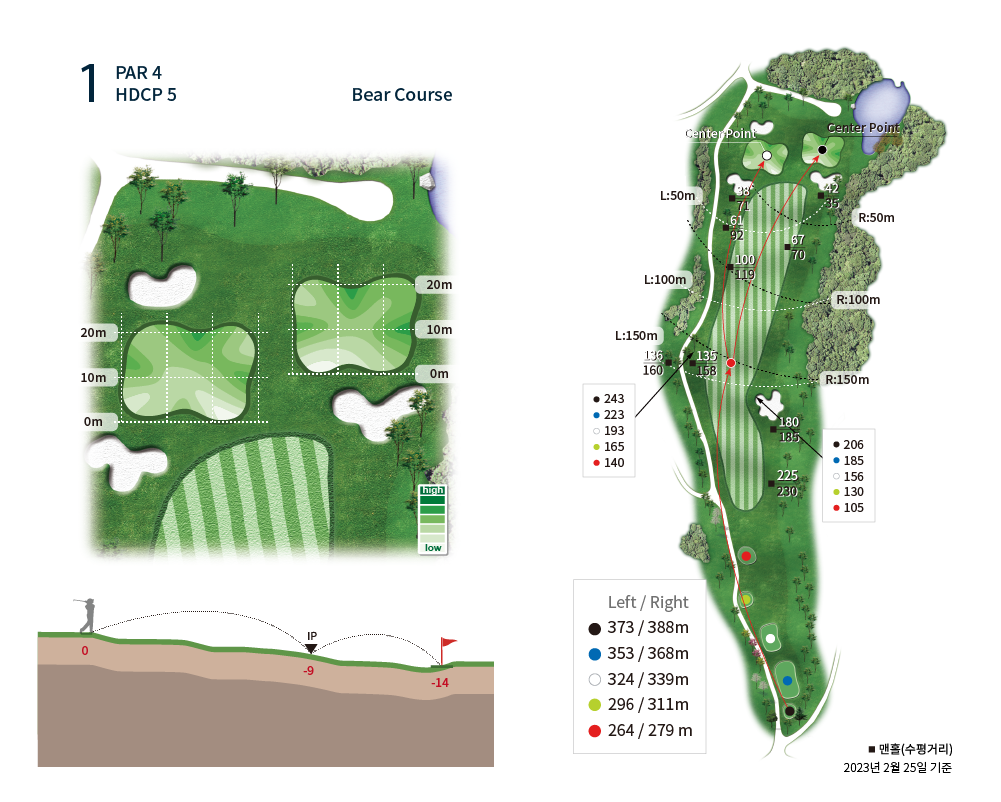 1
PAR 4
HDCP 5
Bear Course
20m
10m
0m
20m
10m
0m
high
low
IP
0
-9
-14
Center Point
Center Point
L:50m
R:50m
38
71
42
35
61
92
67
70
100
119
L:100m
R:100m
L:150m
R:150m
136
160
135
158
243
223
193
165
140
180
185
206
185
156
130
105
225
230
Left / Right
373 / 388m
353 / 368m
324 / 339m
296 / 311m
264 / 279 m
맨홀(수평거리)
2023년 2월 25일 기준